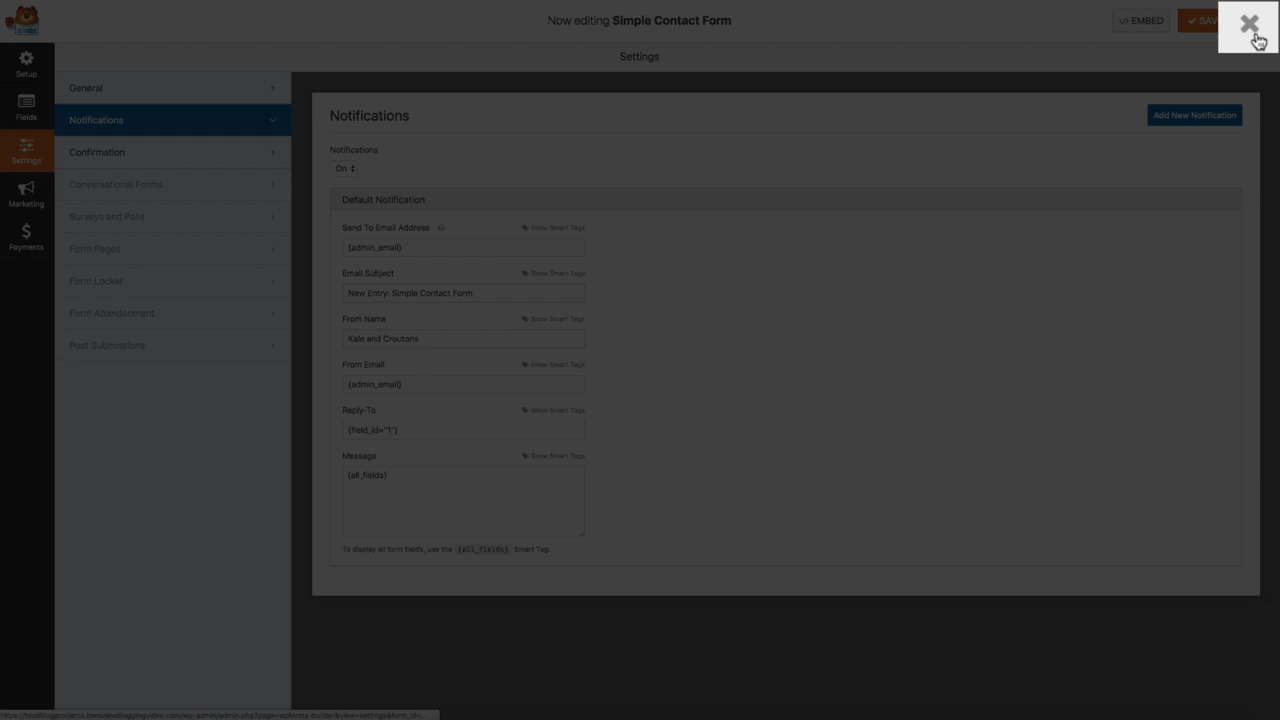 Now editing Simple Contact Form
</> EMBED
SAV
Settings
Setup
Fields
Settings
Marketing
Payments
General
Notifications
Confirmation
Conversational Forms
Surveys and Polls
Form Pages
Form Locker
Form Abandonment
Post Submissions
Notifications
Add New Notification
Notifications
On
Default Notification
Send To Email Address
Show Smart Tags
{admin_email}
Email Subject
Show Smart Tags
New Entry: Simple Contact Form
From Name
Show Smart Tags
Kale and Croutons
From Email
Show Smart Tags
{admin_email}
Reply-To
Show Smart Tags
{field_id="1"}
Message
Show Smart Tags
{all_fields}
To display all form fields, use the {all_fields} Smart Tag.